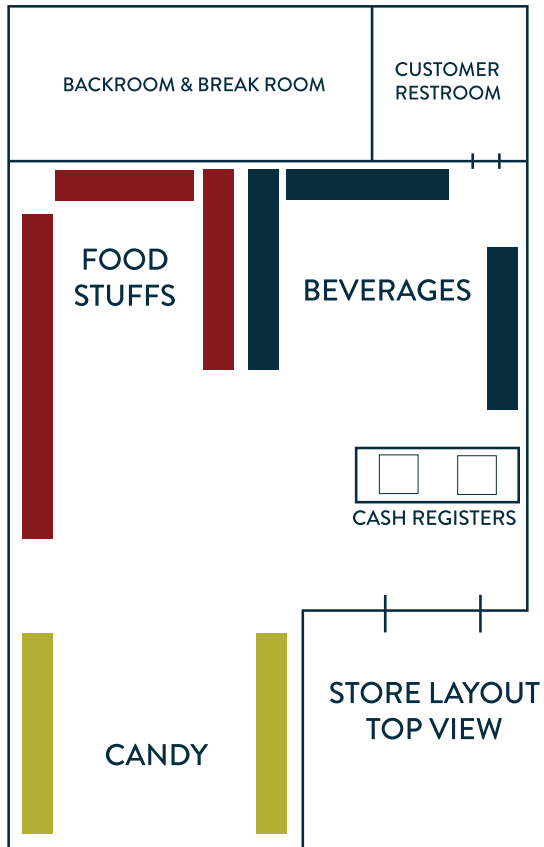 BACKROOM & BREAK ROOM
CUSTOMER
RESTROOM
FOOD
STUFFS
BEVERAGES
CASH REGISTERS
STORE LAYOUT
TOP VIEW
CANDY